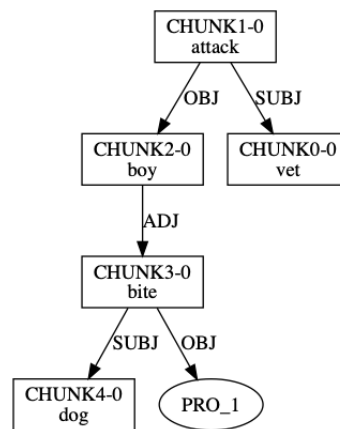 CHUNK1-0
attack
OBJ
SUBJ
CHUNK2-0
boy
CHUNK0-0
vet
ADJ
CHUNK3-0
bite
SUBJ
OBJ
CHUNK4-0
dog
PRO_1